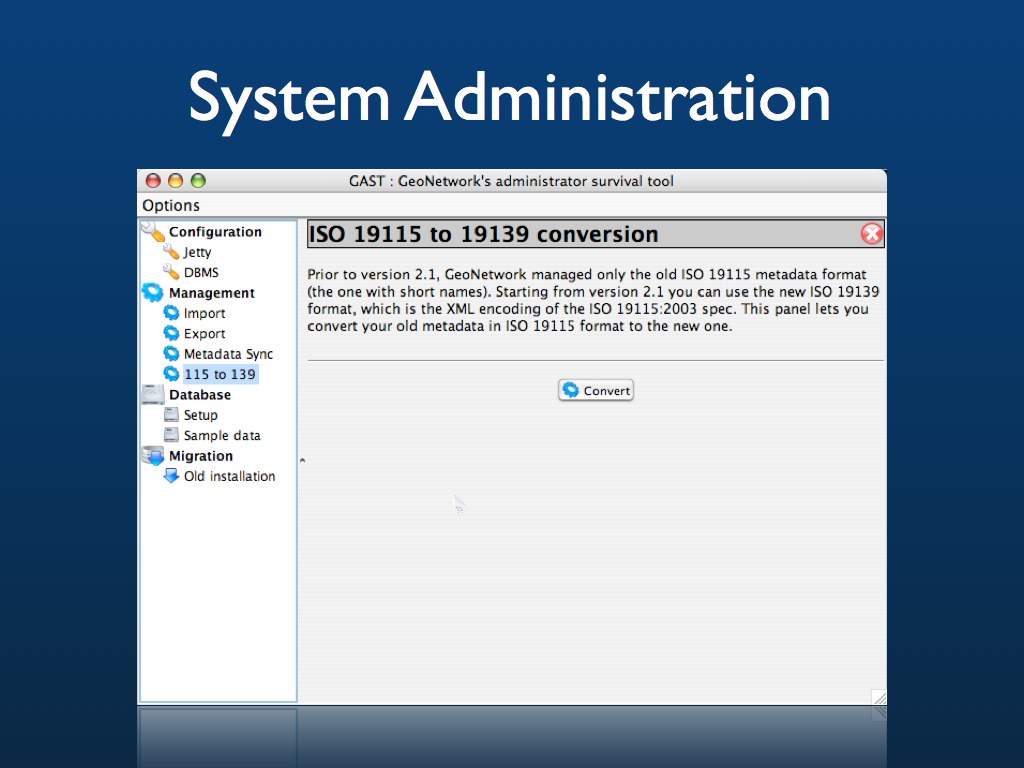 System Administration
GAST : GeoNetwork's administrator survival tool
Options
Configuration
Jetty
DBMS
Management
Import
Export
Metadata Sync
115 to 139
Database
Setup
Sample data
Migration
Old installation
ISO 19115 to 19139 conversion
Prior to version 2.1, GeoNetwork managed only the old ISO 19115 metadata format
(the one with short names). Starting from version 2.1 you can use the new ISO 19139
format, which is the XML encoding of the ISO 19115:2003 spec. This panel lets you
convert your old metadata in ISO 19115 format to the new one.
Convert